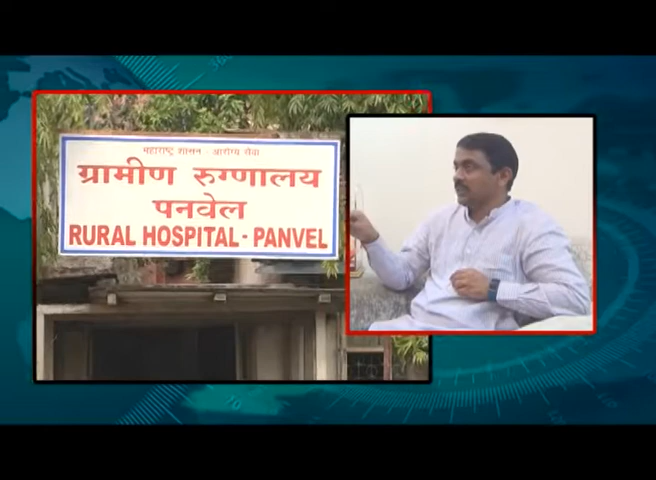 महाराष्ट्र शासन - आरोग्य सेवा
ग्रामीण रुग्णालय
पनवेल
RURAL HOSPITAL - PANVEL